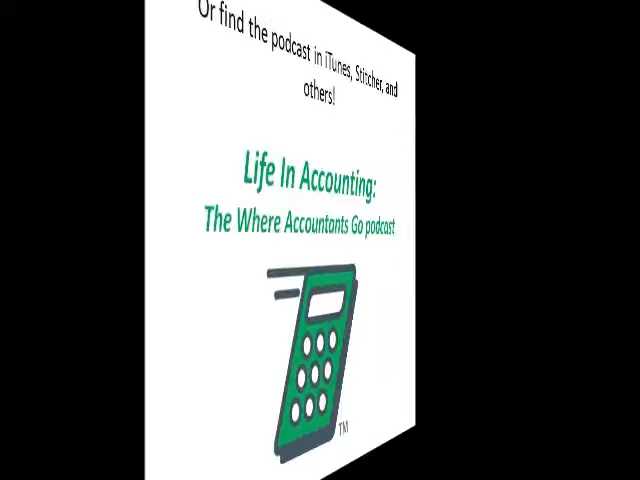 Or find the podcast in iTunes, Stitcher, and
others!
Life In Accounting:
The Where Accountants Go podcast
TM